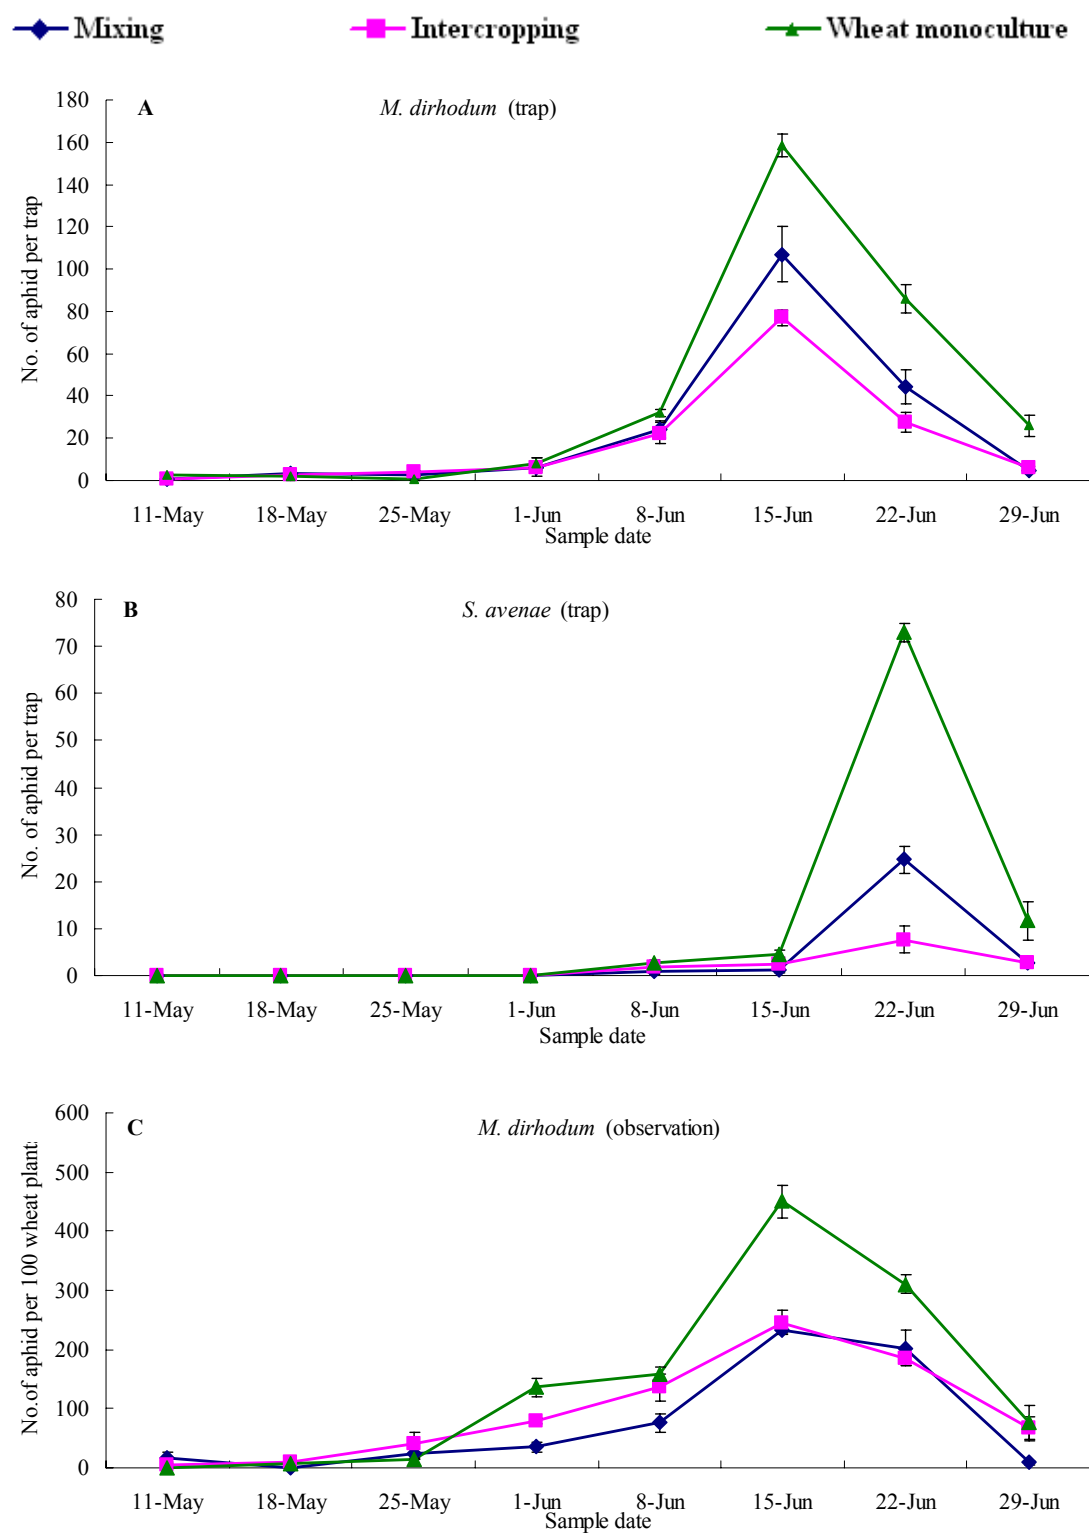 Mixing Intercropping Wheat monoculture
A M. dirhodum (trap)
No. of aphid per trap
180
160
140
120
100
80
60
40
20
0
11-May 18-May 25-May 1-Jun 8-Jun 15-Jun 22-Jun 29-Jun
Sample date
B S. avenae (trap)
No. of aphid per trap
80
70
60
50
40
30
20
10
0
11-May 18-May 25-May 1-Jun 8-Jun 15-Jun 22-Jun 29-Jun
Sample date
C M. dirhodum (observation)
No.of aphid per 100 wheat plant
600
500
400
300
200
100
0
11-May 18-May 25-May 1-Jun 8-Jun 15-Jun 22-Jun 29-Jun
Sample date